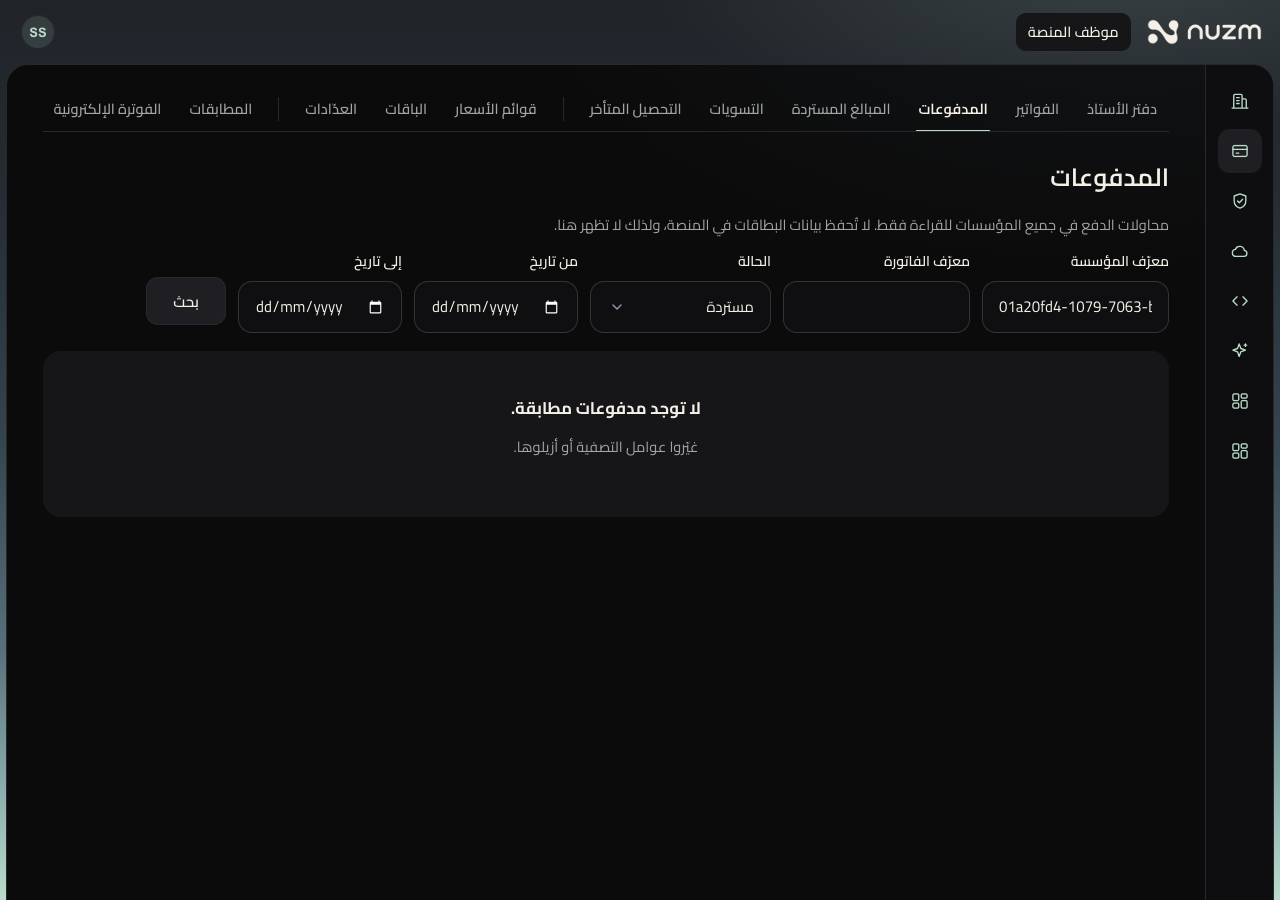 nuzm
موظف المنصة
SS
دفتر الأستاذ
الفواتير
المدفوعات
المبالغ المستردة
التسويات
التحصيل المتأخر
قوائم الأسعار
الباقات
العدّادات
المطابقات
الفوترة الإلكترونية
المدفوعات
محاولات الدفع في جميع المؤسسات للقراءة فقط. لا تُحفظ بيانات البطاقات في المنصة، ولذلك لا تظهر هنا.
معرّف المؤسسة
معرّف الفاتورة
الحالة
من تاريخ
إلى تاريخ
01a20fd4-1079-7063-b
مستردة
dd/mm/yyyy
dd/mm/yyyy
بحث
لا توجد مدفوعات مطابقة.
غيّروا عوامل التصفية أو أزيلوها.